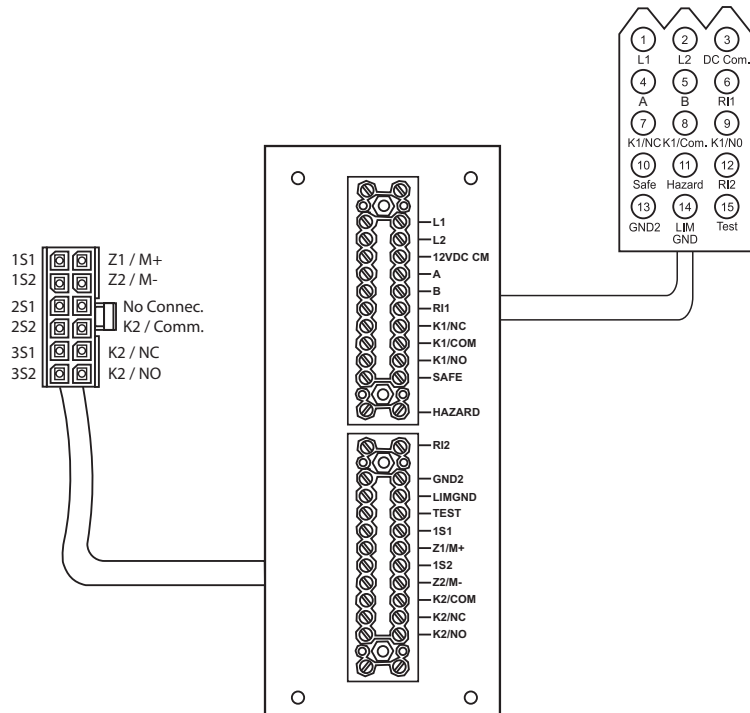 1 2 3
L1 L2 DC Com.
4 5 6
A B RI1
7 8 9
K1/NC K1/Com. K1/N0
10 11 12
Safe Hazard RI2
13 14 15
GND2 LIM GND Test
1S1 Z1 / M+
1S2 Z2 / M-
2S1 No Connec.
2S2 K2 / Comm.
3S1 K2 / NC
3S2 K2 / NO
L1
L2
12VDC CM
A
B
RI1
K1/NC
K1/COM
K1/NO
SAFE
HAZARD
RI2
GND2
LIMGND
TEST
1S1
Z1/M+
1S2
Z2/M-
K2/COM
K2/NC
K2/NO